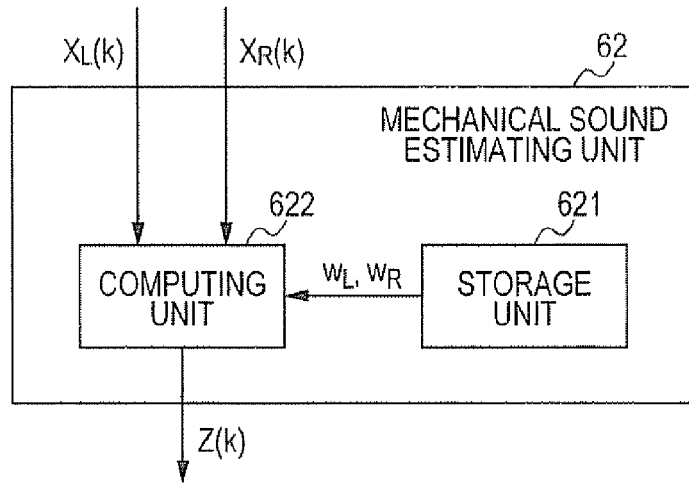 XL(k)
XR(k)
62
MECHANICAL SOUND
ESTIMATING UNIT
622
621
COMPUTING
UNIT
wL, wR
STORAGE
UNIT
Z(k)